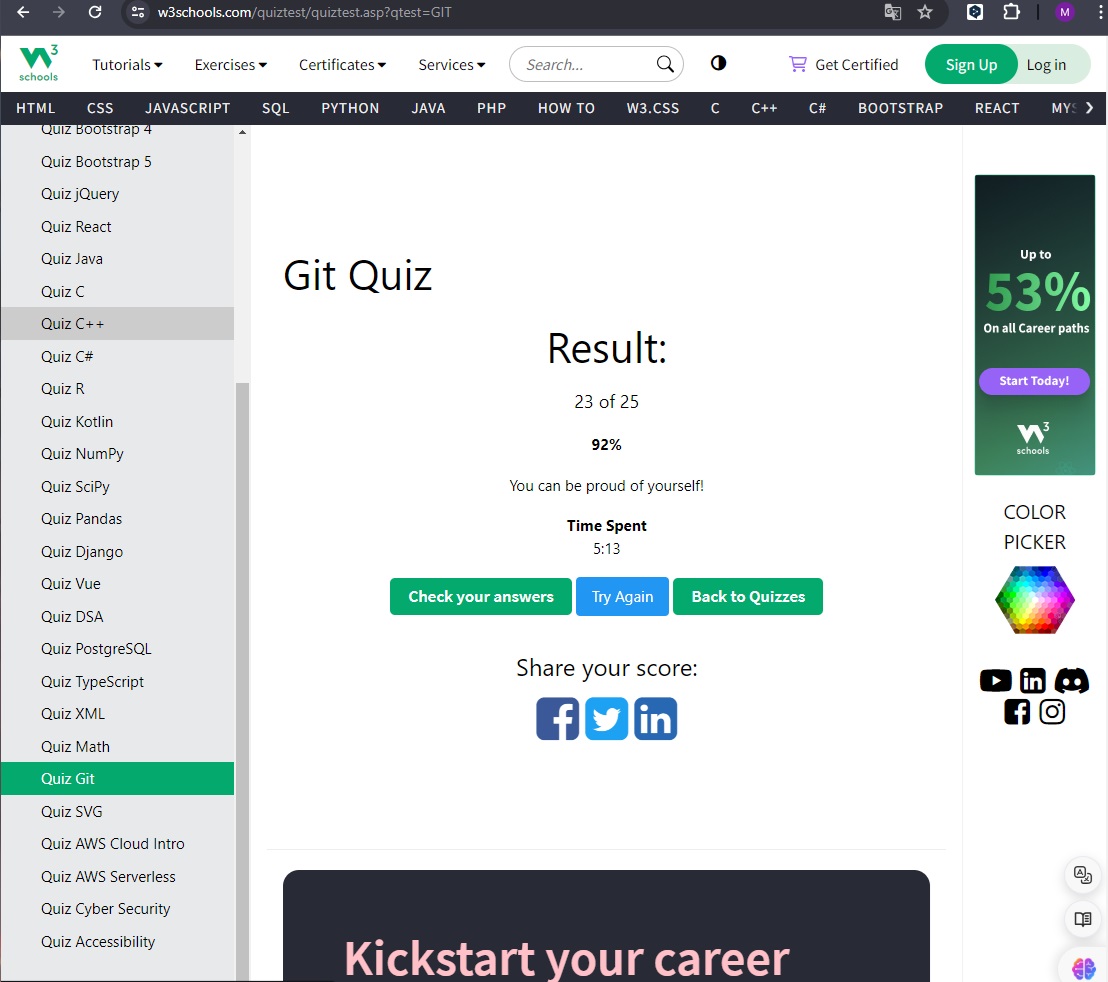 w3schools.com/quiztest/quiztest.asp?qtest=GIT
M
W3
schools
Tutorials
Exercises
Certificates
Services
Search...
Get Certified
Sign Up
Log in
HTML CSS JAVASCRIPT SQL PYTHON JAVA PHP HOW TO W3.CSS C C++ C# BOOTSTRAP REACT MYS
Quiz Bootstrap 4
Quiz Bootstrap 5
Quiz jQuery
Quiz React
Quiz Java
Quiz C
Quiz C++
Quiz C#
Quiz R
Quiz Kotlin
Quiz NumPy
Quiz SciPy
Quiz Pandas
Quiz Django
Quiz Vue
Quiz DSA
Quiz PostgreSQL
Quiz TypeScript
Quiz XML
Quiz Math
Quiz Git
Quiz SVG
Quiz AWS Cloud Intro
Quiz AWS Serverless
Quiz Cyber Security
Quiz Accessibility
Git Quiz
Result:
23 of 25
92%
You can be proud of yourself!
Time Spent
5:13
Check your answers
Try Again
Back to Quizzes
Share your score:
Kickstart your career
Up to
53%
On all Career paths
Start Today!
W3
schools
COLOR
PICKER